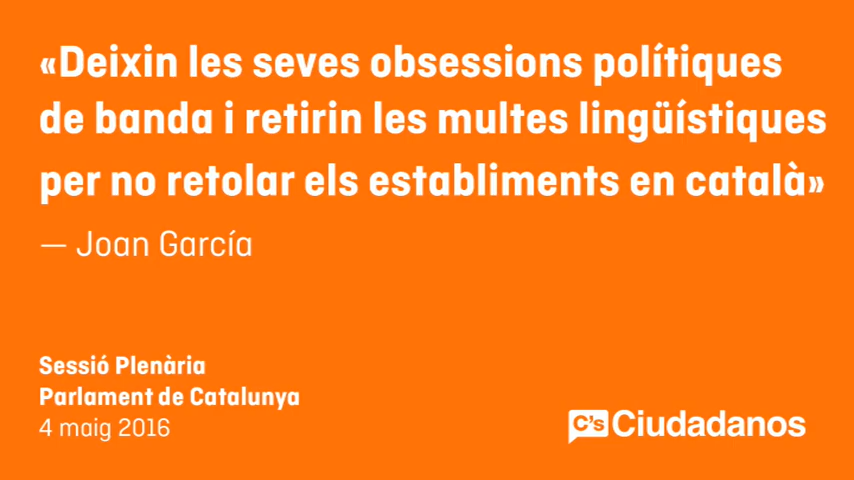 «Deixin les seves obsessions polítiques
de banda i retirin les multes lingüístiques
per no retolar els establiments en català»
— Joan García
Sessió Plenària
Parlament de Catalunya
4 maig 2016
C's Ciudadanos